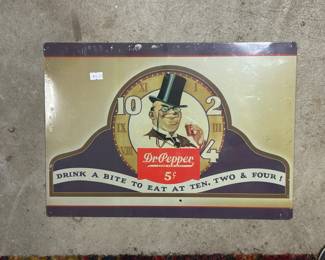 10 2
4
Dr.Pepper
5¢
DRINK A BITE TO EAT AT TEN, TWO & FOUR!